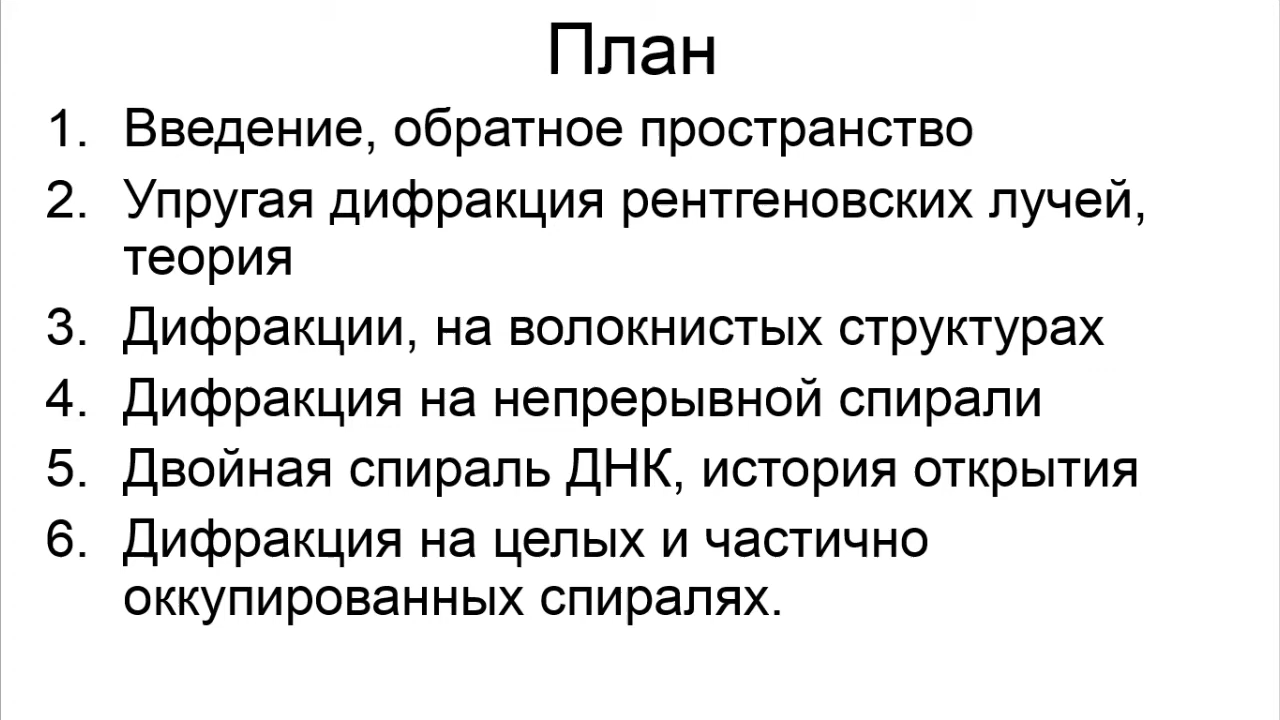 План
1. Введение, обратное пространство
2. Упругая дифракция рентгеновских лучей,
теория
3. Дифракции, на волокнистых структурах
4. Дифракция на непрерывной спирали
5. Двойная спираль ДНК, история открытия
6. Дифракция на целых и частично
оккупированных спиралях.